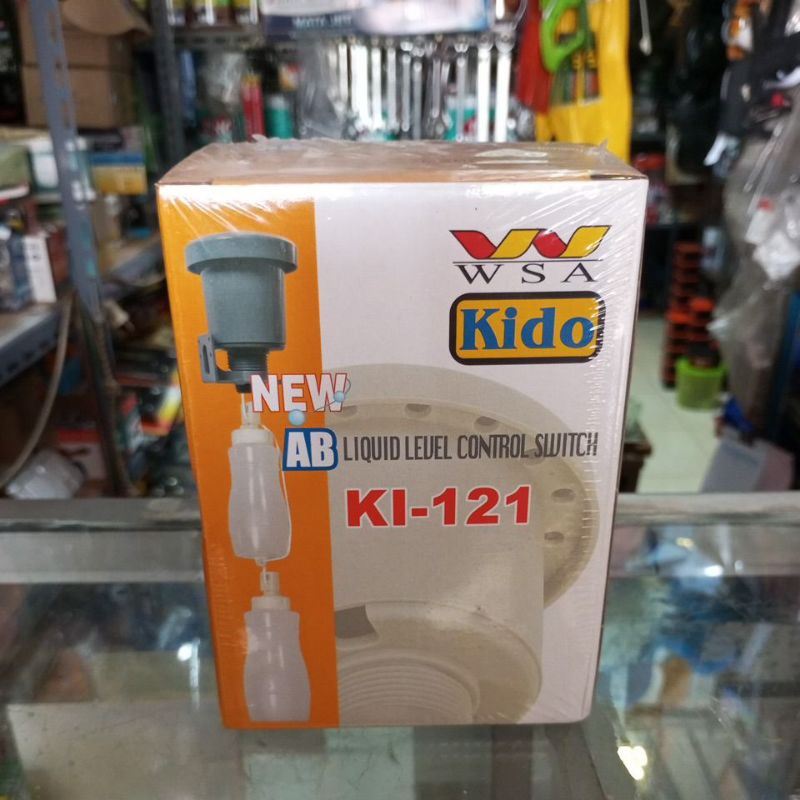 WSA
Kido
NEW
AB LIQUID LEVEL CONTROL SWITCH
KI-121